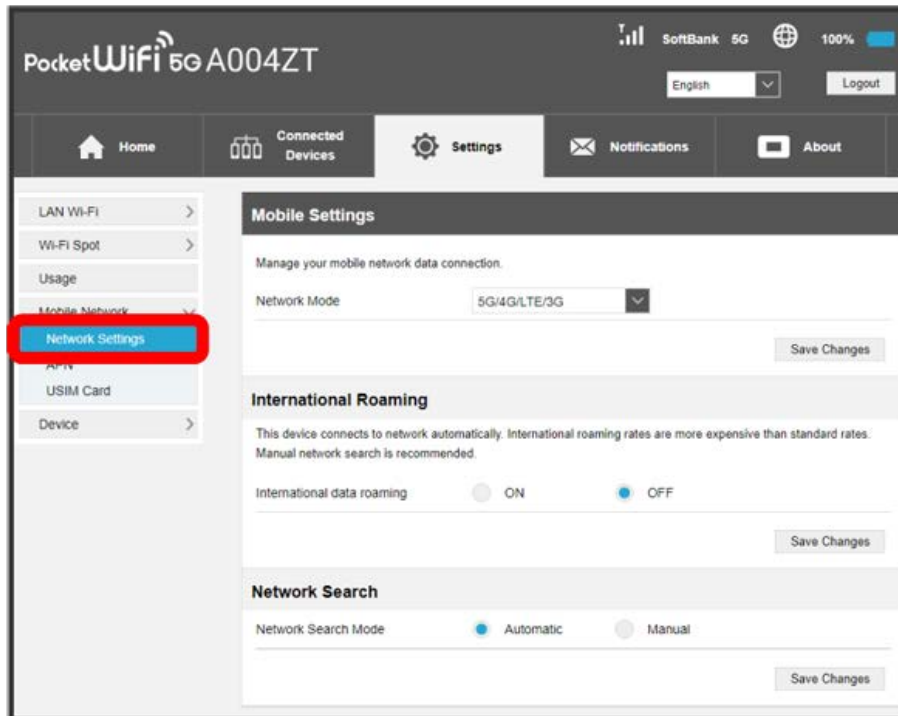 SoftBank 5G 100%
Pocket WiFi 5G A004ZT
English Logout
Home
Connected
Devices
Settings
Notifications
About
LAN Wi-Fi
Wi-Fi Spot
Usage
Mobile Network
Network Settings
APN
USIM Card
Device
Mobile Settings
Manage your mobile network data connection.
Network Mode 5G/4G/LTE/3G
Save Changes
International Roaming
This device connects to network automatically. International roaming rates are more expensive than standard rates.
Manual network search is recommended.
International data roaming ON OFF
Save Changes
Network Search
Network Search Mode Automatic Manual
Save Changes